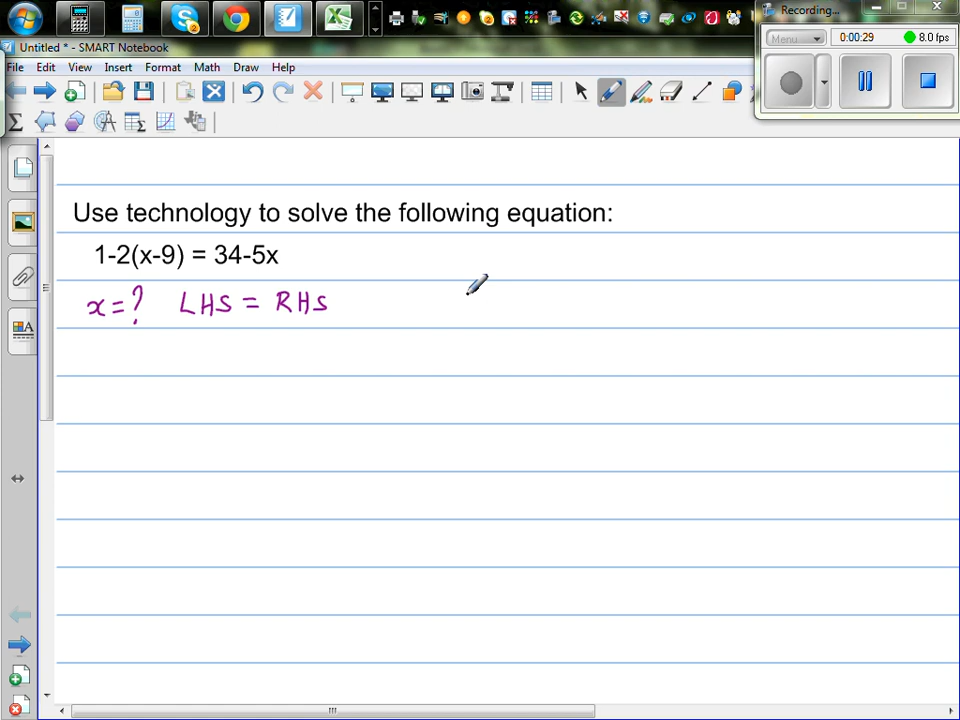 Recording...
Menu
0:00:29
8.0 fps
Untitled * - SMART Notebook
File Edit View Insert Format Math Draw Help
Use technology to solve the following equation:
1-2(x-9) = 34-5x
x=? LHS = RHS